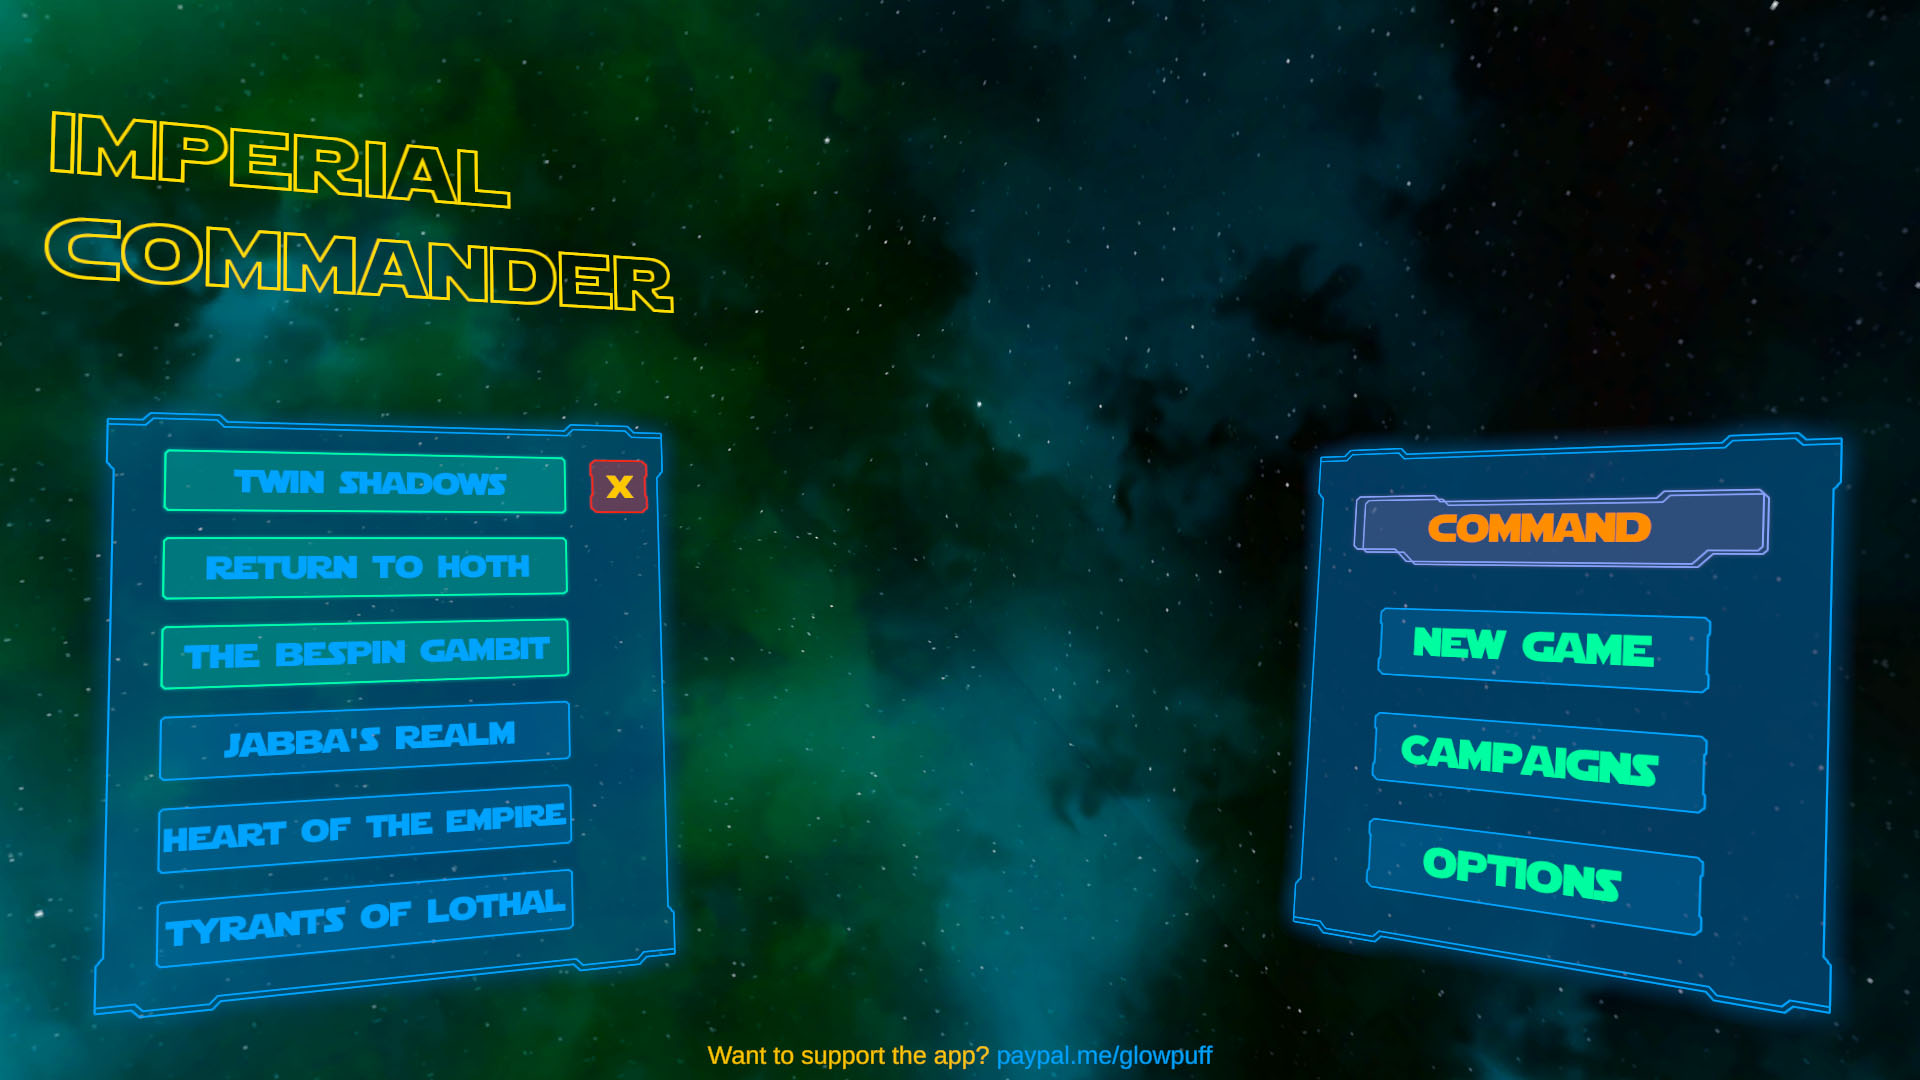 IMPERIAL
COMMANDER
TWIN SHADOWS
X
RETURN TO HOTH
THE BESPIN GAMBIT
JABBA'S REALM
HEART OF THE EMPIRE
TYRANTS OF LOTHAL
COMMAND
NEW GAME
CAMPAIGNS
OPTIONS
Want to support the app? paypal.me/glowpuff